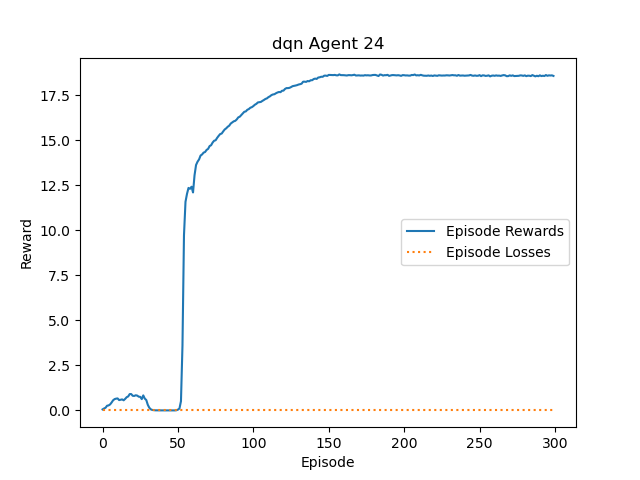 dqn Agent 24
Reward
17.5
15.0
12.5
10.0
7.5
5.0
2.5
0.0
Episode Rewards
Episode Losses
0 50 100 150 200 250 300
Episode